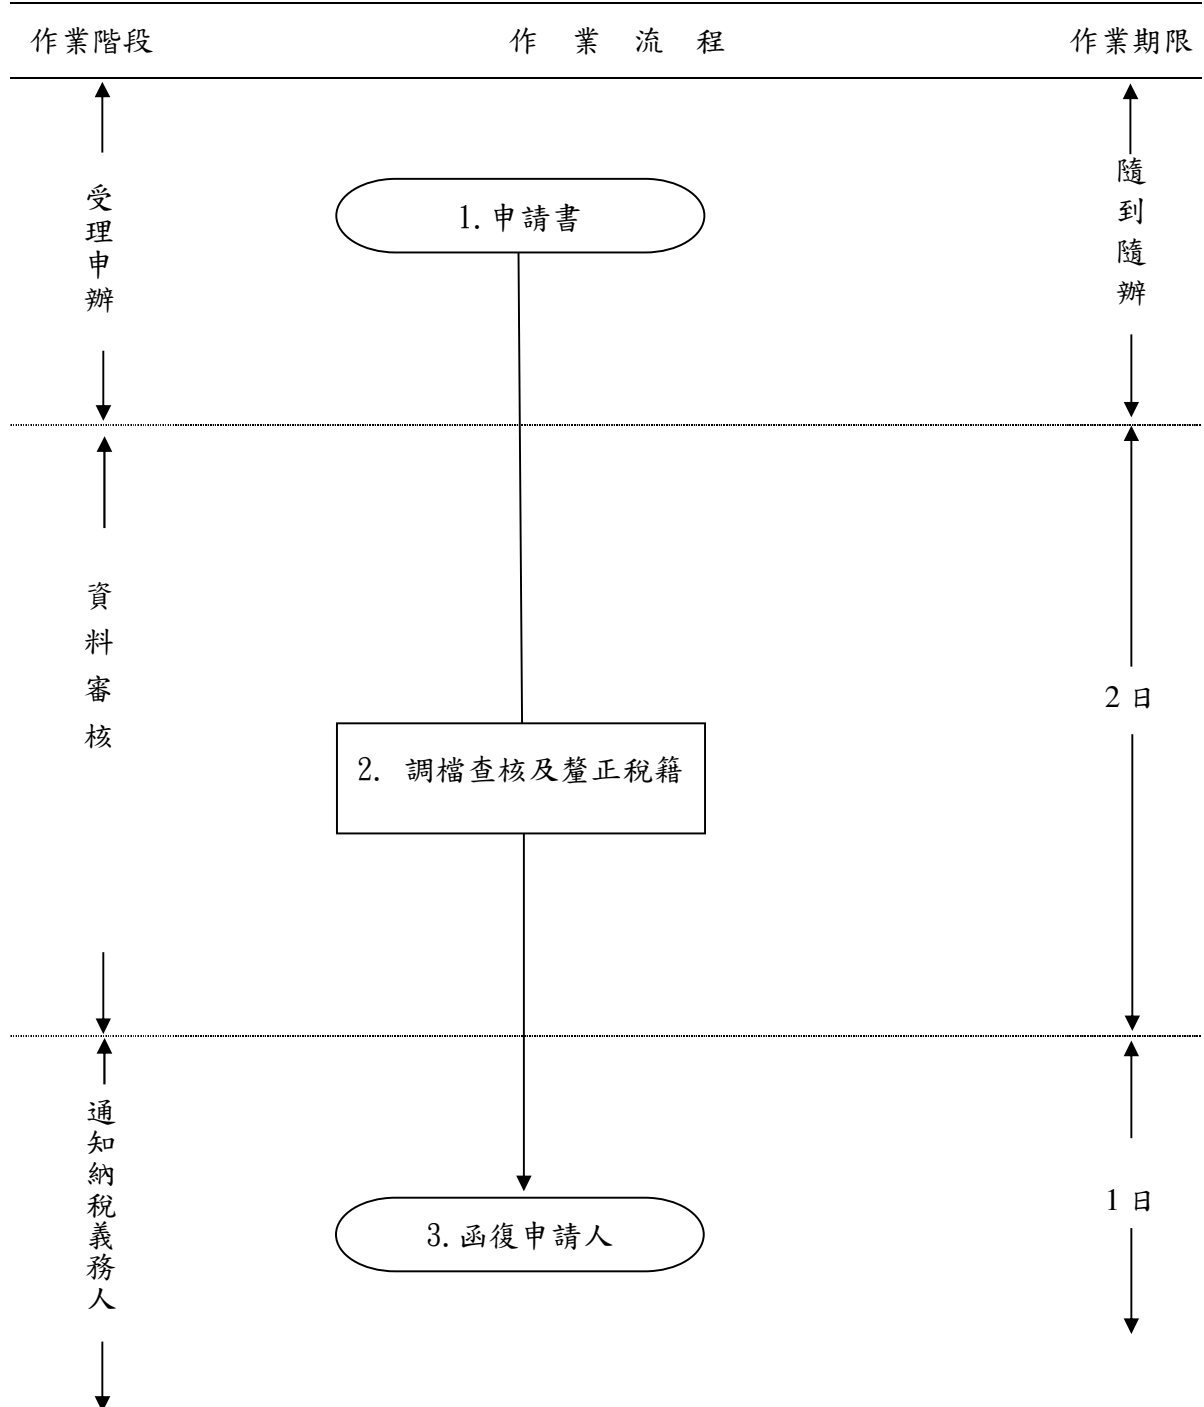 作業階段 作業流程 作業期限
受理申辦
1.申請書
隨到隨辦
資料審核
2. 調檔查核及釐正稅籍
2日
通知納稅義務人
3.函復申請人
1日